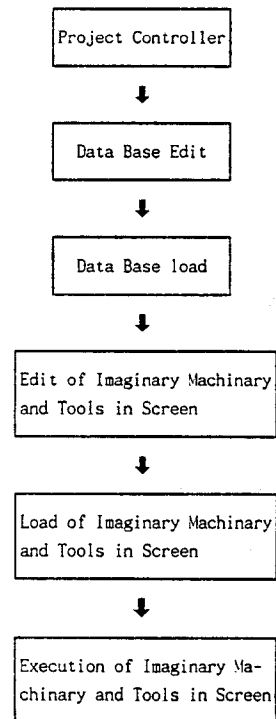 Project Controller
Data Base Edit
Data Base load
Edit of Imaginary Machinary
and Tools in Screen
Load of Imaginary Machinary
and Tools in Screen
Execution of Imaginary Ma-
chinary and Tools in Screen